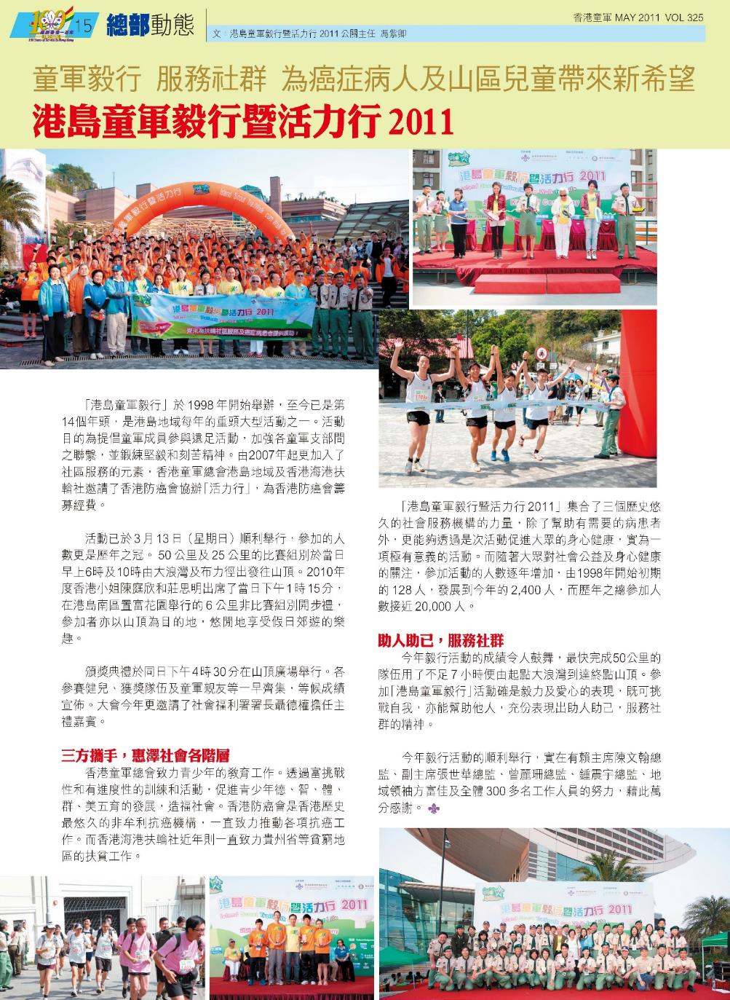 15 總部動態
香港童軍 MAY 2011 VOL 325
文：港島童軍毅行暨活力行 2011 公關主任 馮紫卿
童軍毅行 服務社群 為癌症病人及山區兒童帶來新希望
港島童軍毅行暨活力行 2011
港島童軍毅行暨活力行 2011
港島童軍毅行暨活力行 2011
「港島童軍毅行」於 1998 年開始舉辦，至今已是第
14個年頭，是港島地域每年的重頭大型活動之一。活動
目的為提倡童軍成員參與遠足活動，加強各童軍支部間
之聯繫，並鍛練堅毅和刻苦精神。由2007年起更加入了
社區服務的元素，香港童軍總會港島地域及香港海港扶
輪社邀請了香港防癌會協辦「活力行」，為香港防癌會籌
募經費。
活動已於 3 月 13 日（星期日）順利舉行，參加的人
數更是歷年之冠。 50 公里及 25 公里的比賽組別於當日
早上6時及10時由大浪灣及布力徑出發往山頂。2010年
度香港小姐陳庭欣和莊思明出席了當日下午 1 時 15 分，
在港島南區置富花園舉行的 6 公里非比賽組別開步禮，
參加者亦以山頂為目的地，悠閒地享受假日郊遊的樂
趣。
頒獎典禮於同日下午 4 時 30 分在山頂廣場舉行。各
參賽健兒、獲獎隊伍及童軍親友等一早齊集，等候成績
宣佈。大會今年更邀請了社會福利署署長聶德權擔任主
禮嘉賓。
三方攜手，惠澤社會各階層
香港童軍總會致力青少年的教育工作。透過富挑戰
性和有進度性的訓練和活動，促進青少年德、智、體、
群、美五育的發展，造福社會。香港防癌會是香港歷史
最悠久的非牟利抗癌機構，一直致力推動各項抗癌工
作。而香港海港扶輪社近年則一直致力貴州省等貧窮地
區的扶貧工作。
「港島童軍毅行暨活力行 2011」集合了三個歷史悠
久的社會服務機構的力量，除了幫助有需要的病患者
外，更能夠透過是次活動促進大眾的身心健康，實為一
項極有意義的活動。而隨著大眾對社會公益及身心健康
的關注，參加活動的人數逐年增加，由1998年開始初期
的 128 人，發展到今年的 2,400 人，而歷年之總參加人
數接近 20,000 人。
助人助己，服務社群
今年毅行活動的成績令人鼓舞，最快完成50公里的
隊伍用了不足 7 小時便由起點大浪灣到達終點山頂。參
加「港島童軍毅行」活動確是毅力及愛心的表現，既可挑
戰自我，亦能幫助他人，充份表現出助人助己，服務社
群的精神。
今年毅行活動的順利舉行，實在有賴主席陳文翰總
監、副主席張世華總監、曾麗珊總監、鍾震宇總監、地
域領袖方富佳及全體 300 多名工作人員的努力，藉此萬
分感謝。
港島童軍毅行暨活力行 2011
港島童軍毅行暨活力行 2011